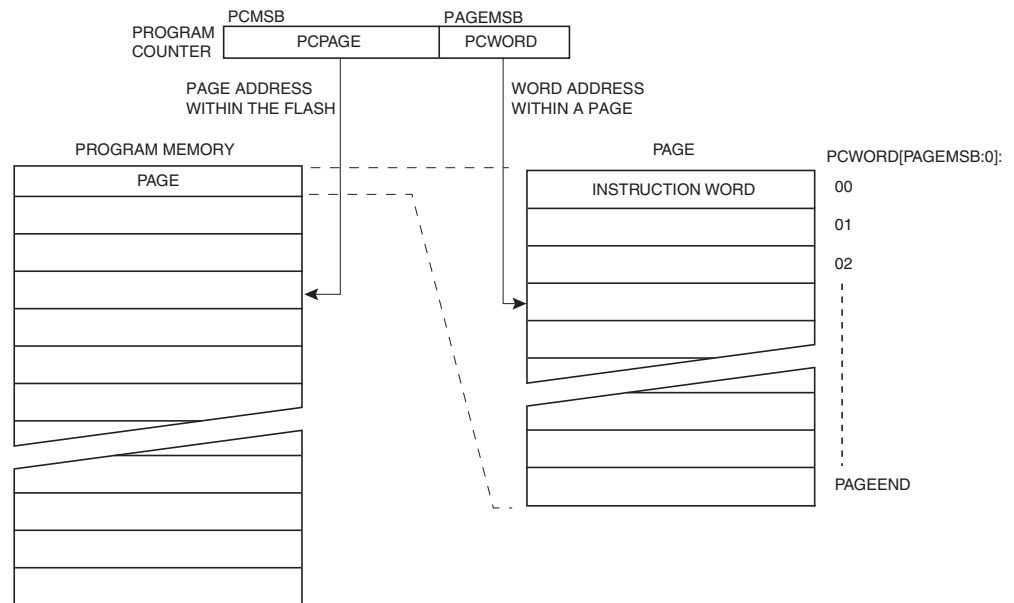 PCMSB
PAGEMSB
PROGRAM
COUNTER
PCPAGE
PCWORD
PAGE ADDRESS
WITHIN THE FLASH
WORD ADDRESS
WITHIN A PAGE
PROGRAM MEMORY
PAGE
PAGE
PCWORD[PAGEMSB:0]:
INSTRUCTION WORD
00
01
02
PAGEEND